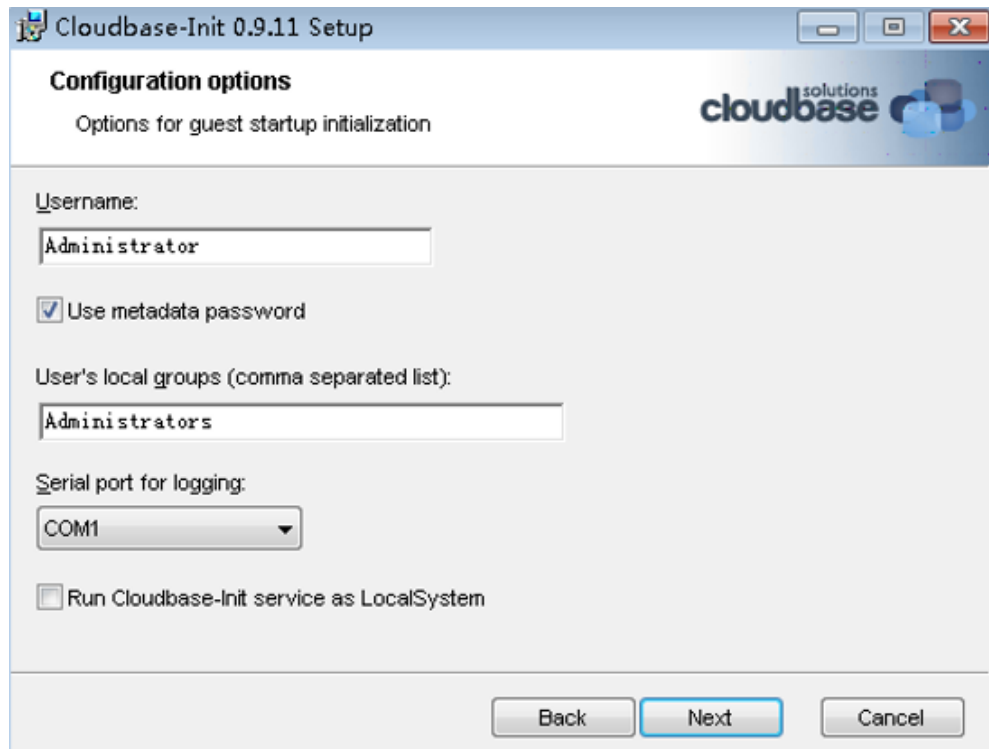 Cloudbase-Init 0.9.11 Setup
Configuration options
Options for guest startup initialization
solutions
cloudbase
Username:
Administrator
Use metadata password
User's local groups (comma separated list):
Administrators
Serial port for logging:
COM1
Run Cloudbase-Init service as LocalSystem
Back Next Cancel